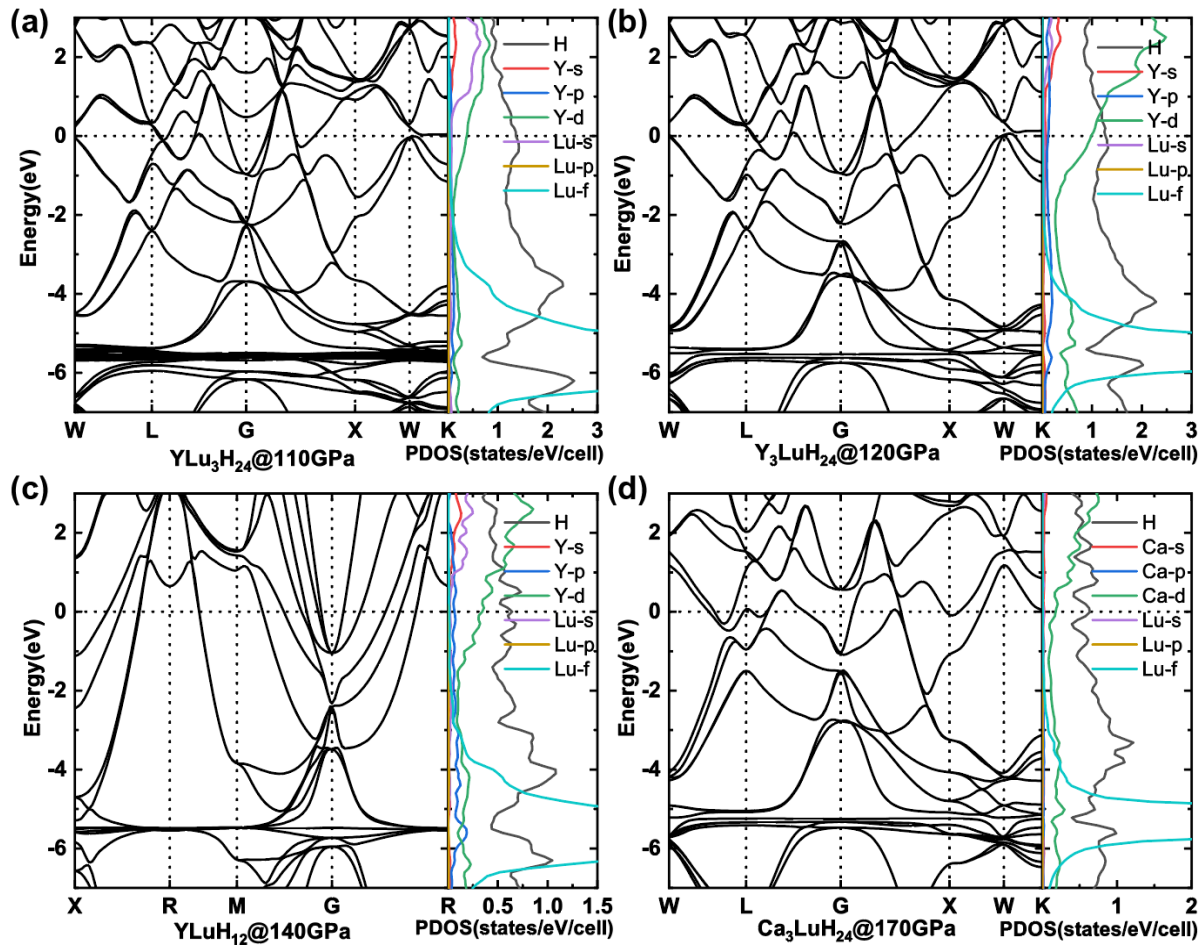 (a)
Energy(eV)
2
0
-2
-4
-6
H
Y-s
Y-p
Y-d
Lu-s
Lu-p
Lu-f
W L G X W K
0 1 2 3
YLu₃H₂₄@110GPa
PDOS(states/eV/cell)
(b)
Energy(eV)
2
0
-2
-4
-6
H
Y-s
Y-p
Y-d
Lu-s
Lu-p
Lu-f
W L G X W K
1 2 3
Y₃LuH₂₄@120GPa
PDOS(states/eV/cell)
(c)
Energy(eV)
2
0
-2
-4
-6
H
Y-s
Y-p
Y-d
Lu-s
Lu-p
Lu-f
X R M G R
0.5 1.0 1.5
YLuH₁₂@140GPa
PDOS(states/eV/cell)
(d)
Energy(eV)
2
0
-2
-4
-6
H
Ca-s
Ca-p
Ca-d
Lu-s
Lu-p
Lu-f
W L G X W K
1 2
Ca₃LuH₂₄@170GPa
PDOS(states/eV/cell)